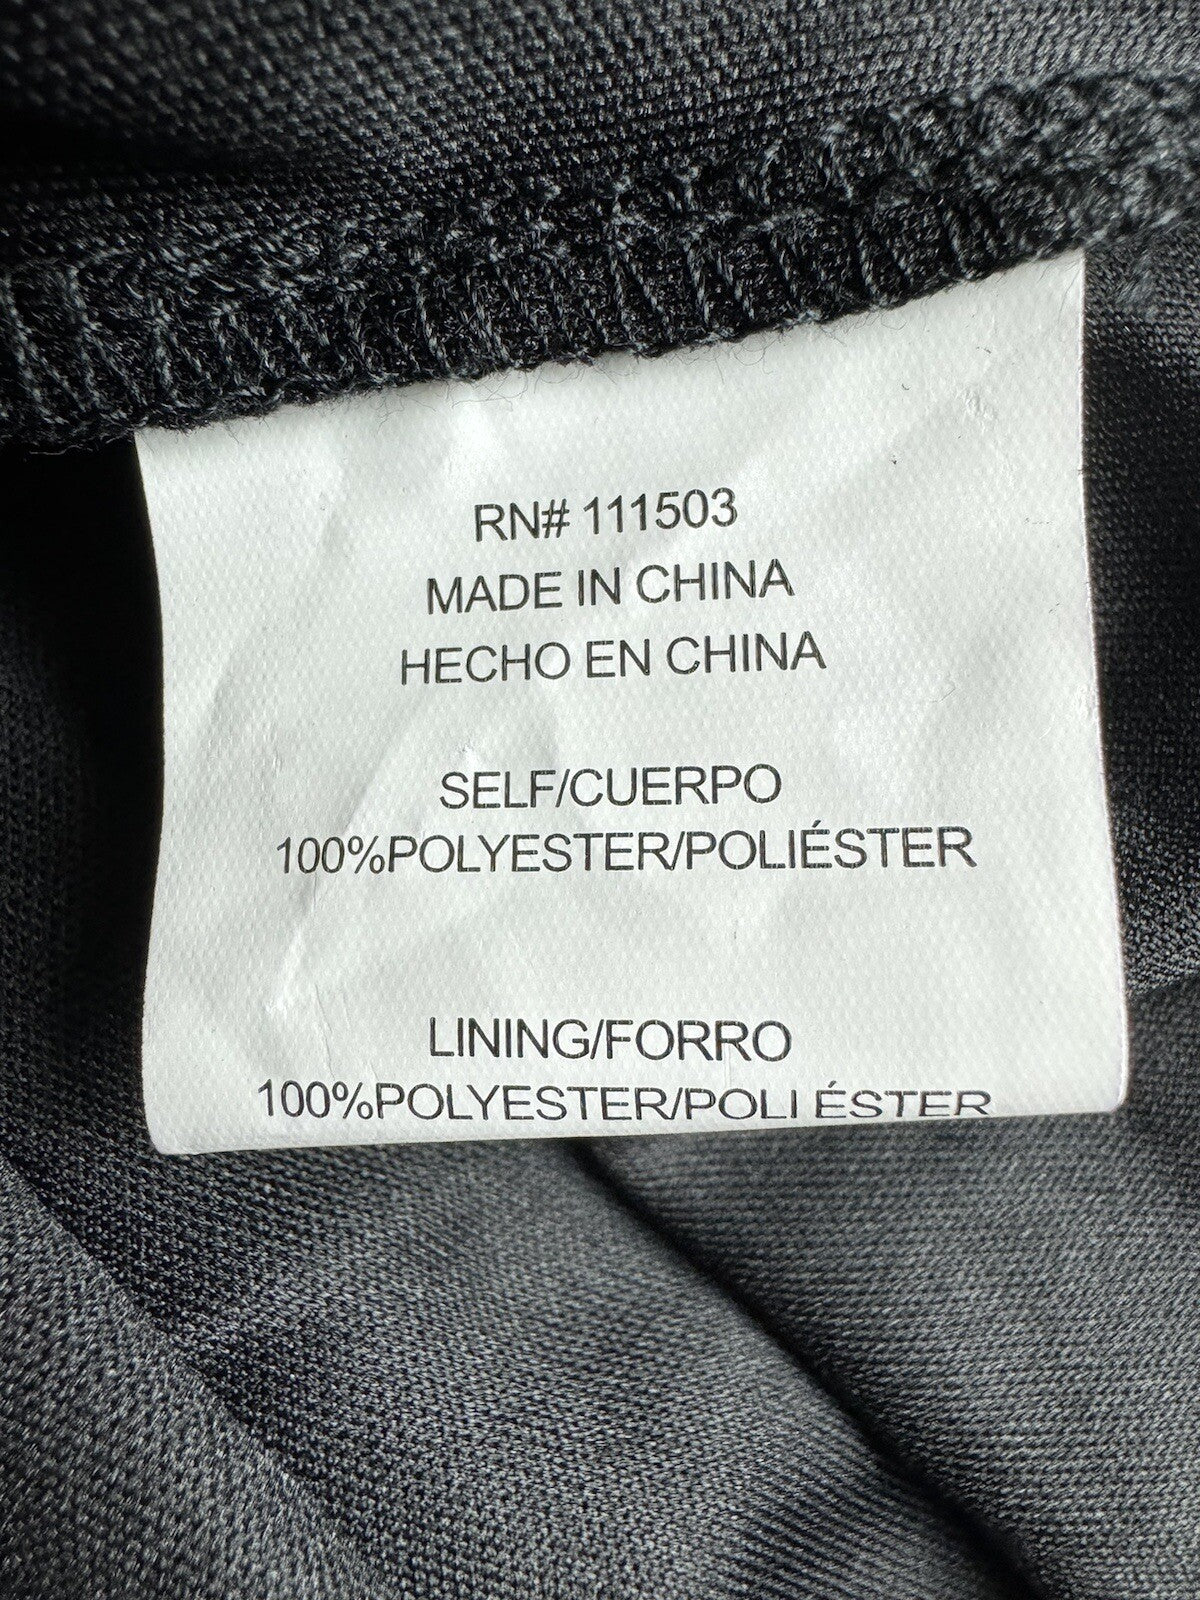 RN# 111503
MADE IN CHINA
HECHO EN CHINA
SELF/CUERPO
100%POLYESTER/POLIÉSTER
LINING/FORRO
100%POLYESTER/POLI ÉSTER